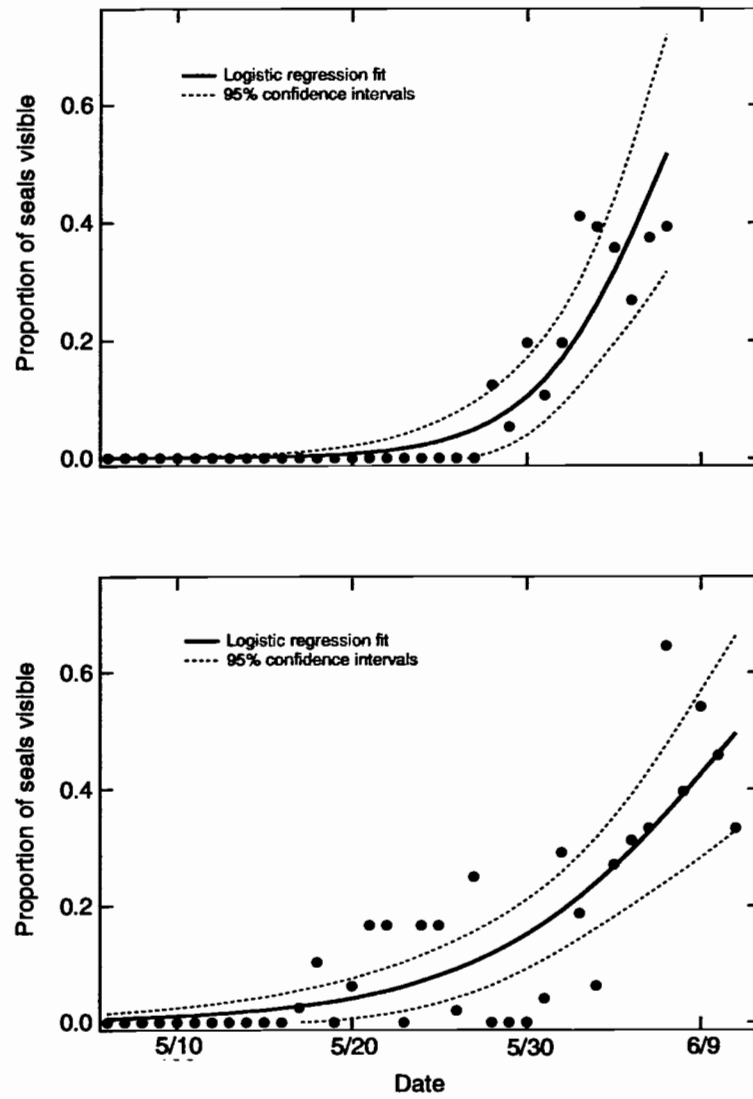 Logistic regression fit
95% confidence intervals
Proportion of seals visible
0.6
0.4
0.2
0.0
Logistic regression fit
95% confidence intervals
Proportion of seals visible
0.6
0.4
0.2
0.0
5/10
5/20
5/30
6/9
Date